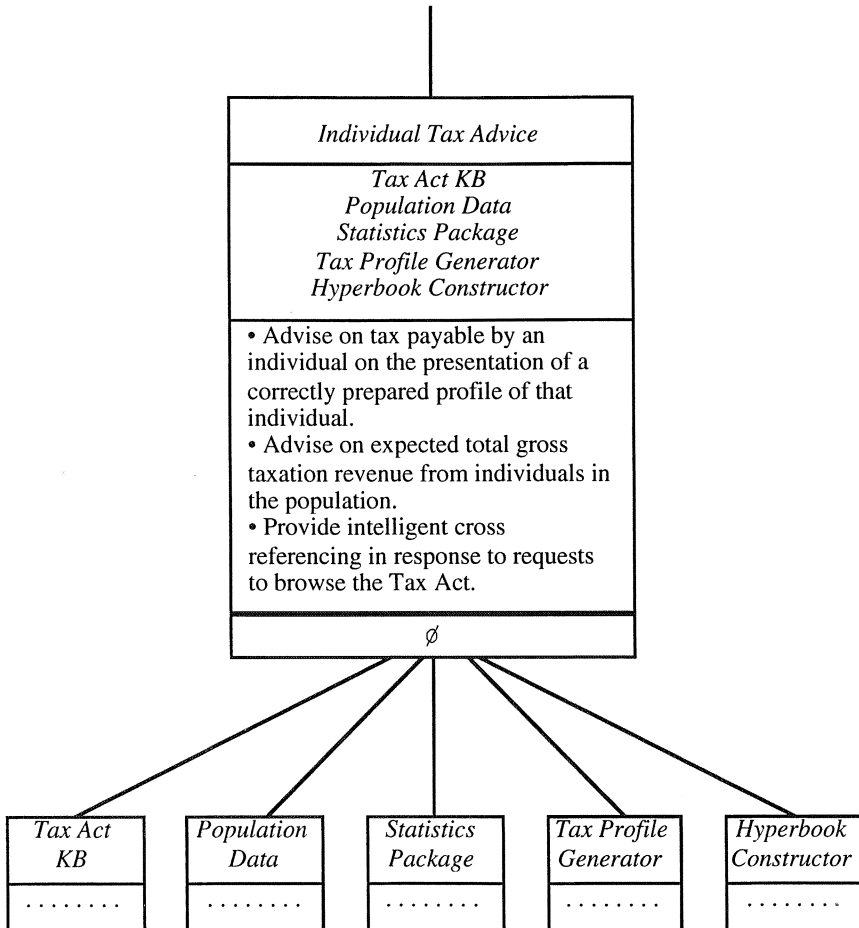 Individual Tax Advice
Tax Act KB
Population Data
Statistics Package
Tax Profile Generator
Hyperbook Constructor
• Advise on tax payable by an
individual on the presentation of a
correctly prepared profile of that
individual.
• Advise on expected total gross
taxation revenue from individuals in
the population.
• Provide intelligent cross
referencing in response to requests
to browse the Tax Act.
∅
Tax Act
KB
. . . . . . . .
Population
Data
. . . . . . . .
Statistics
Package
. . . . . . . .
Tax Profile
Generator
. . . . . . . .
Hyperbook
Constructor
. . . . . . . .